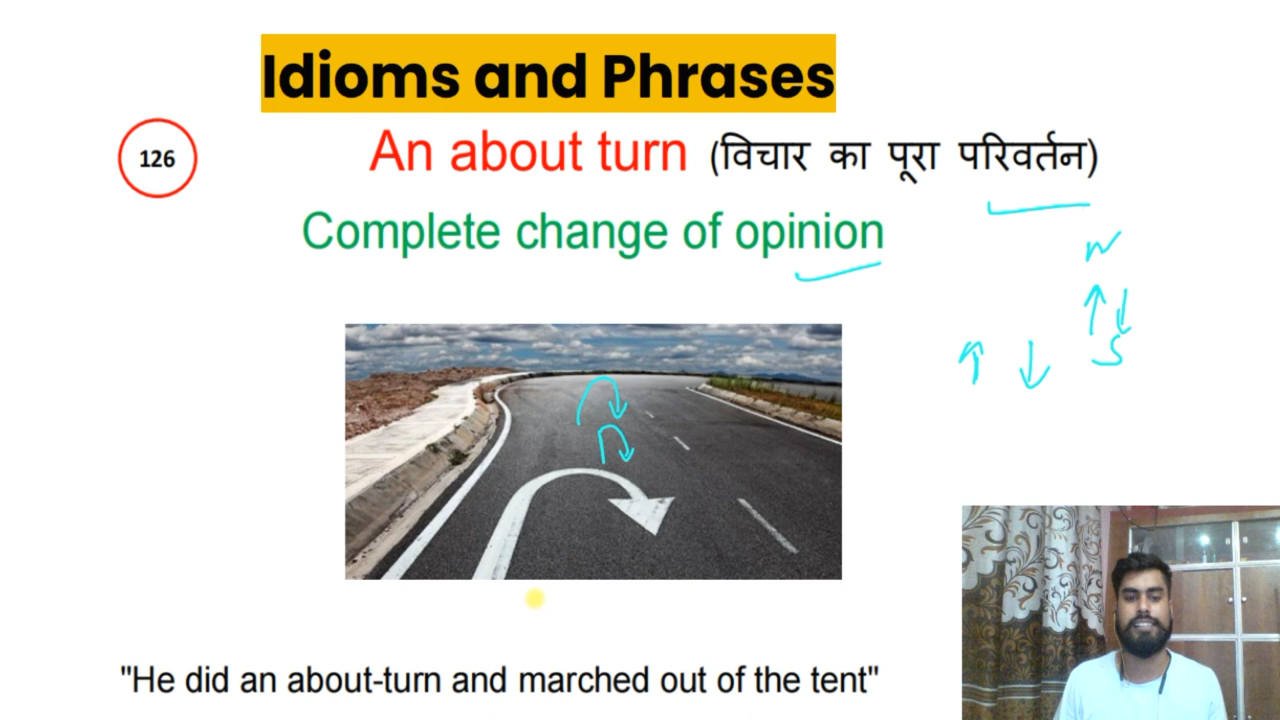 Idioms and Phrases
126
An about turn (विचार का पूरा परिवर्तन)
Complete change of opinion
N
S
"He did an about-turn and marched out of the tent"